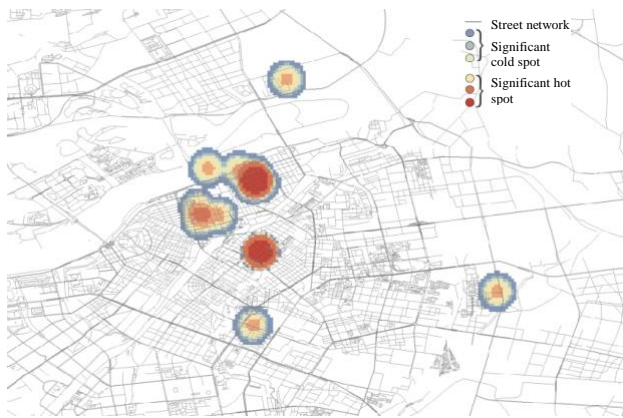 Street network
Significant
cold spot
Significant hot
spot